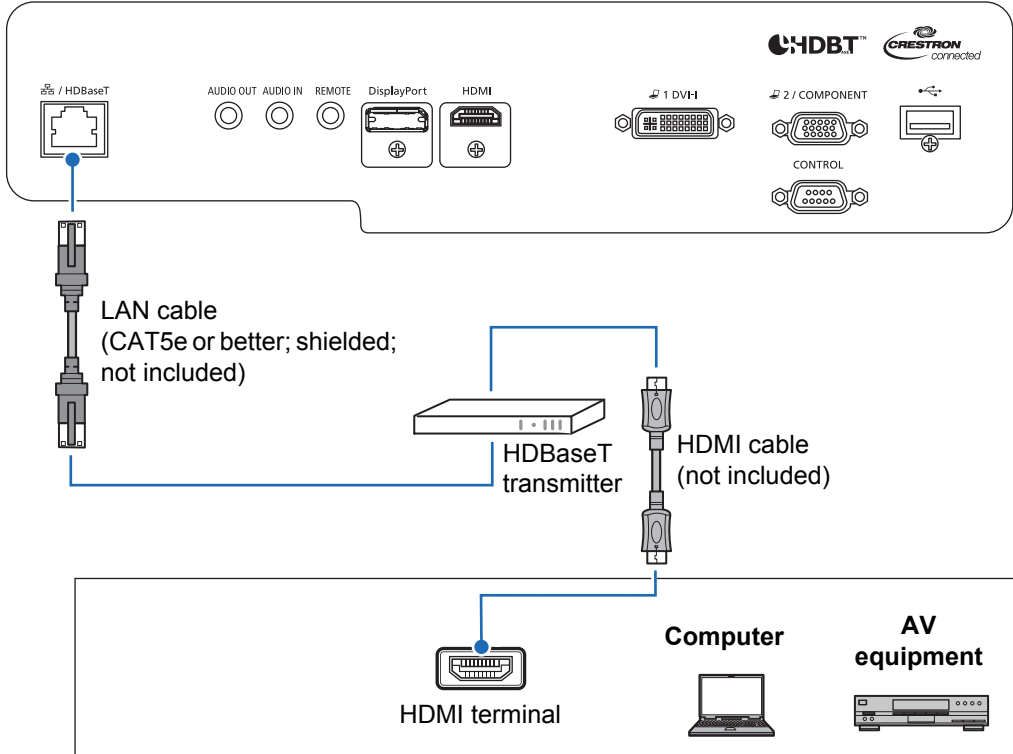 HDBT™
CRESTRON
connected
/ HDBaseT
AUDIO OUT AUDIO IN REMOTE DisplayPort HDMI
1 DVI-I
2 / COMPONENT
CONTROL
LAN cable
(CAT5e or better; shielded;
not included)
HDBaseT
transmitter
HDMI cable
(not included)
Computer
AV
equipment
HDMI terminal